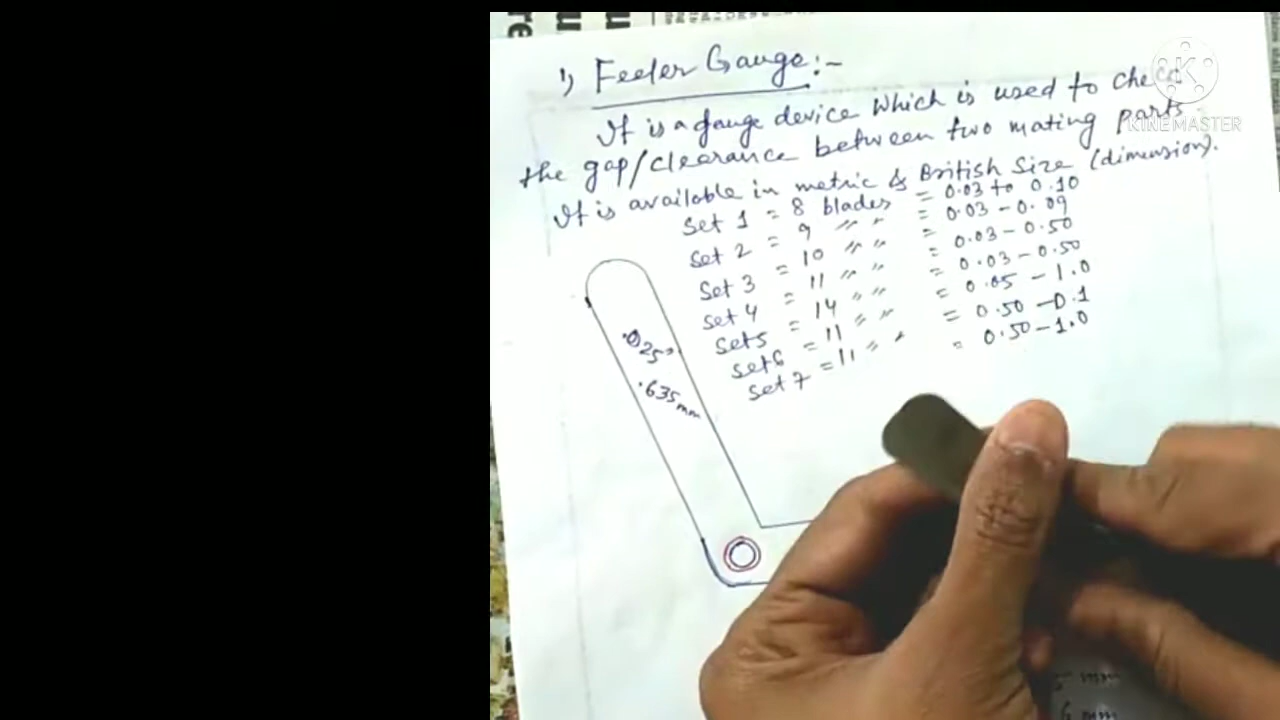 1) Feeler Gauge :-
It is a gauge device which is used to check
the gap/clearance between two mating parts.
It is available in metric & British Size (dimension).
Set 1 = 8 blades = 0.03 to 0.10
Set 2 = 9 〃 〃 = 0.03 - 0.09
Set 3 = 10 〃 〃 = 0.03 - 0.50
Set 4 = 11 〃 〃 = 0.03 - 0.50
Set5 = 14 〃 〃 = 0.05 - 1.0
Set6 = 11 〃 〃 = 0.50 - 0.1
Set 7 = 11 〃 〃 = 0.50 - 1.0
.025"
.635mm
mm
mm
KINEMASTER